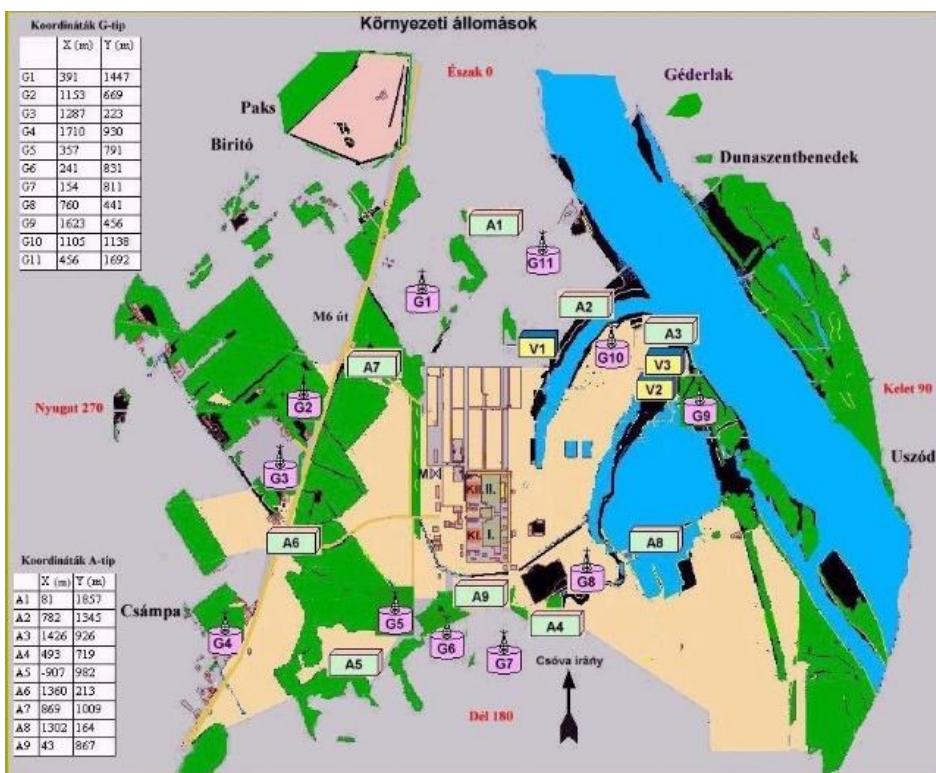 Környezeti állomások
Koordináták G-tip
X (m) Y (m)
G1 391 1447
G2 1153 669
G3 1287 223
G4 1710 930
G5 357 791
G6 241 831
G7 154 811
G8 760 441
G9 1623 456
G10 1105 1138
G11 456 1692
Észak 0
Géderlak
Paks
Biritó
Dunaszentbenedek
A1
G11
G1
A2
M6 út
A3
V1
G10
A7
V3
V2
Kelet 90
Nyugat 270
G2
G9
Uszód
G3
M
KII. II.
KI. I.
A6
A8
Koordináták A-tip
X (m) Y (m)
A1 81 1857
A2 782 1345
A3 1426 926
A4 493 719
A5 -907 982
A6 1360 213
A7 869 1009
A8 1302 164
A9 43 867
G8
A9
Csámpa
G5
G4
A4
G6
G7
A5
Csóva irány
Dél 180